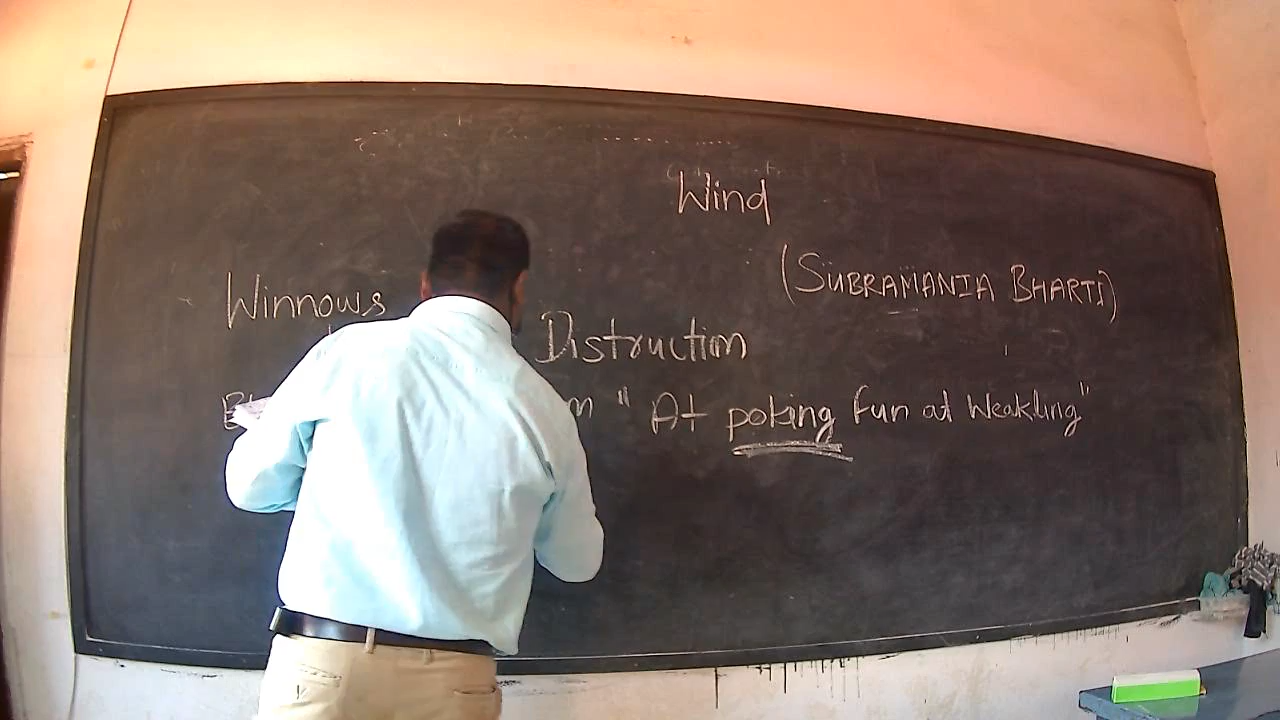 Wind
(SUBRAMANIA BHARTI)
Winnows
Distruction
" At poking fun at Weakling"